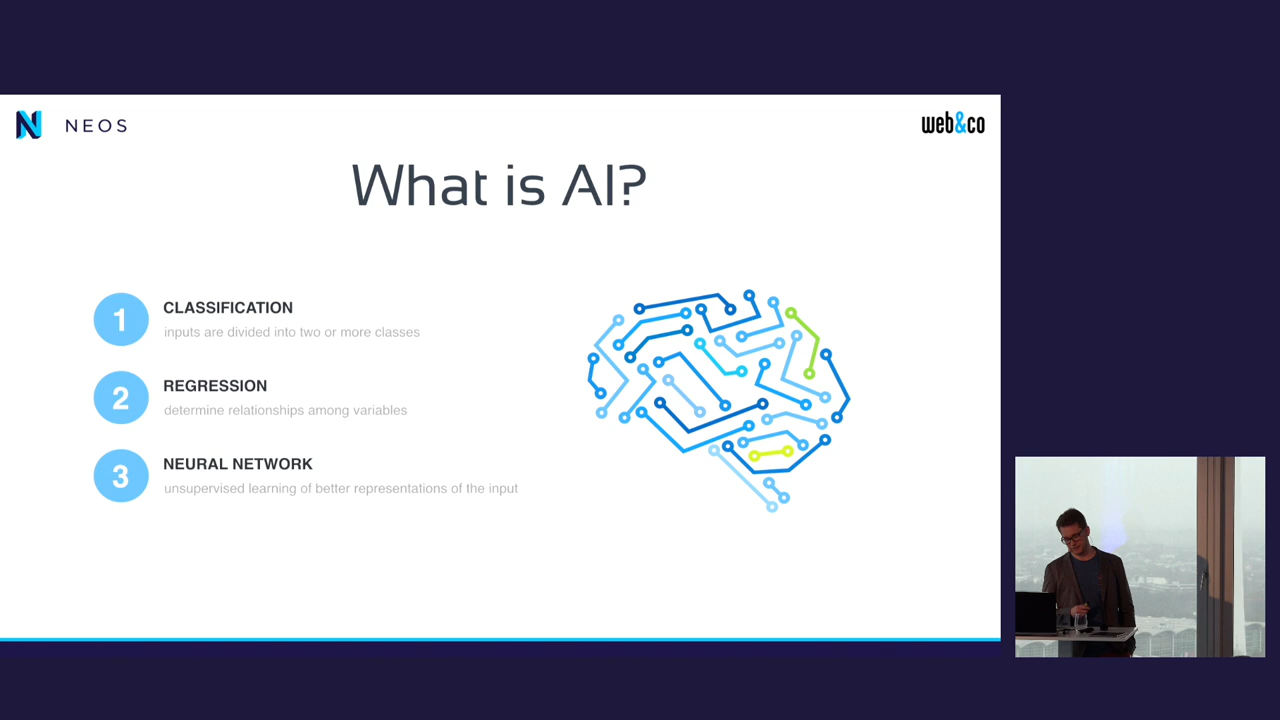 NEOS
web&co
What is AI?
1
CLASSIFICATION
inputs are divided into two or more classes
2
REGRESSION
determine relationships among variables
3
NEURAL NETWORK
unsupervised learning of better representations of the input